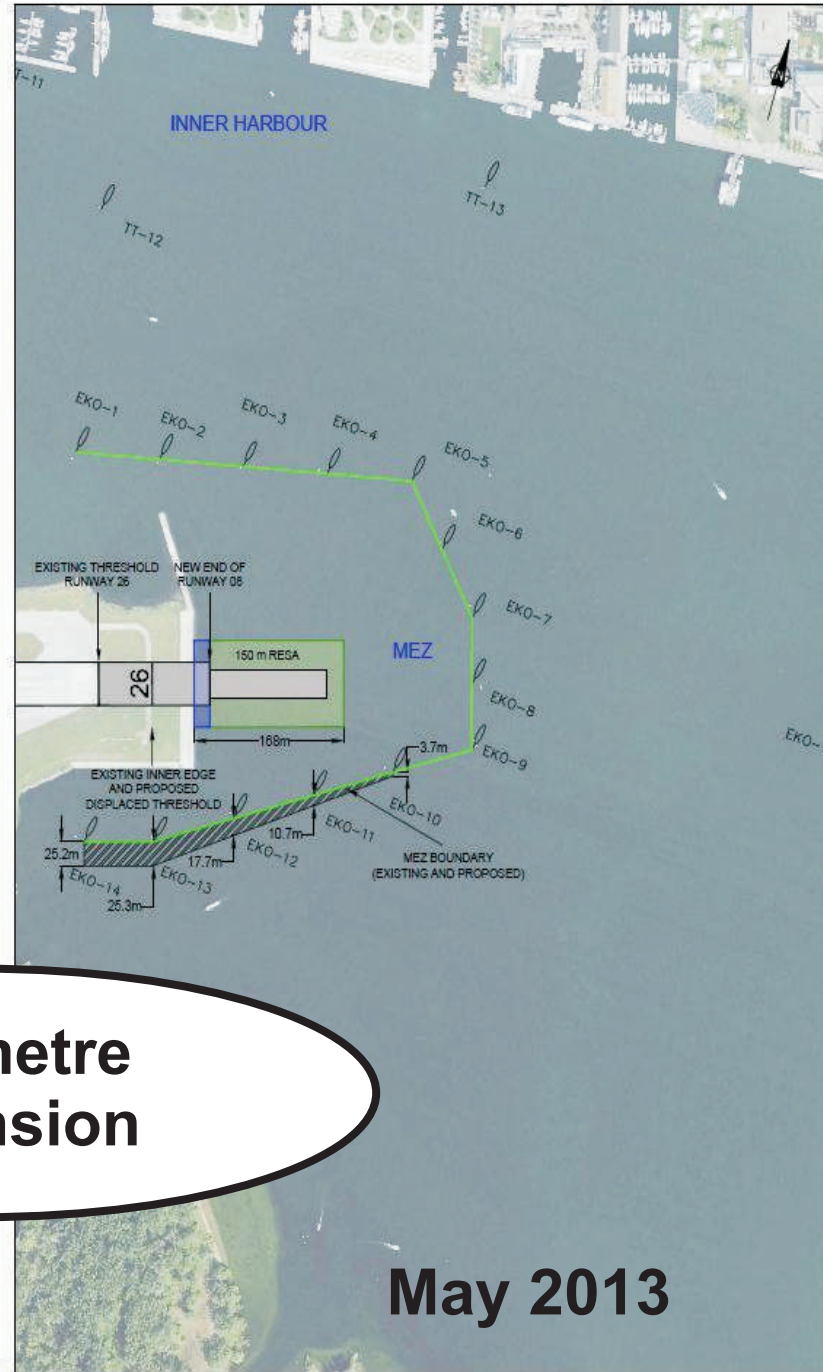 T-11
INNER HARBOUR
TT-12
TT-13
EKO-1
EKO-2
EKO-3
EKO-4
EKO-5
EKO-6
EKO-7
EKO-8
EKO-9
EKO-
EXISTING THRESHOLD
RUNWAY 26
NEW END OF
RUNWAY 08
150 m RESA
MEZ
26
168m
EXISTING INNER EDGE
AND PROPOSED
DISPLACED THRESHOLD
3.7m
EKO-10
10.7m
EKO-11
17.7m
EKO-12
25.2m
EKO-14
EKO-13
25.3m
MEZ BOUNDARY
(EXISTING AND PROPOSED)
netre
nsion
May 2013